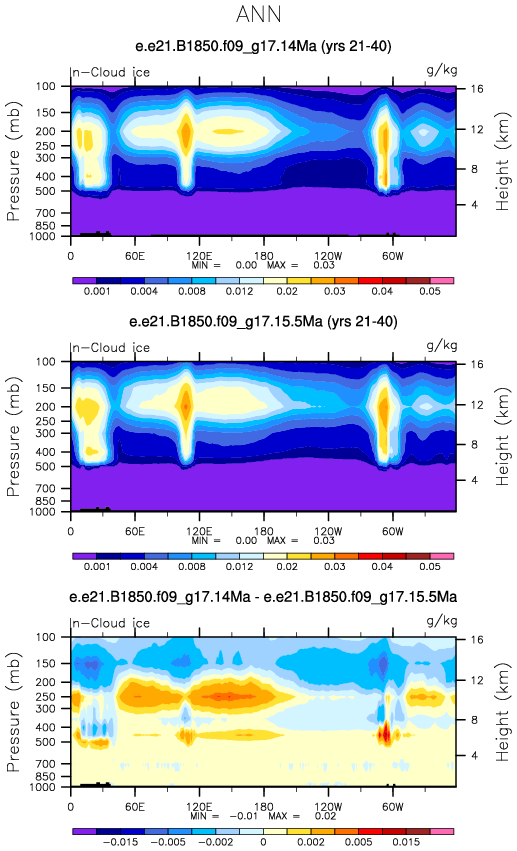 ANN
e.e21.B1850.f09_g17.14Ma (yrs 21-40)
In-Cloud ice g/kg
Pressure (mb)
100
150
200
250
300
400
500
700
850
1000
16
12
8
4
Height (km)
0 60E 120E 180 120W 60W
MIN = 0.00 MAX = 0.03
0.001 0.004 0.008 0.012 0.02 0.03 0.04 0.05
e.e21.B1850.f09_g17.15.5Ma (yrs 21-40)
In-Cloud ice g/kg
Pressure (mb)
100
150
200
250
300
400
500
700
850
1000
16
12
8
4
Height (km)
0 60E 120E 180 120W 60W
MIN = 0.00 MAX = 0.03
0.001 0.004 0.008 0.012 0.02 0.03 0.04 0.05
e.e21.B1850.f09_g17.14Ma - e.e21.B1850.f09_g17.15.5Ma
In-Cloud ice g/kg
Pressure (mb)
100
150
200
250
300
400
500
700
850
1000
16
12
8
4
Height (km)
0 60E 120E 180 120W 60W
MIN = -0.01 MAX = 0.02
-0.015 -0.005 -0.002 0 0.002 0.005 0.015